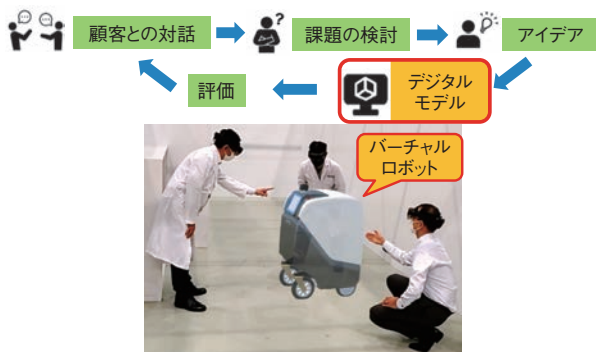 顧客との対話
課題の検討
アイデア
評価
デジタル
モデル
バーチャル
ロボット